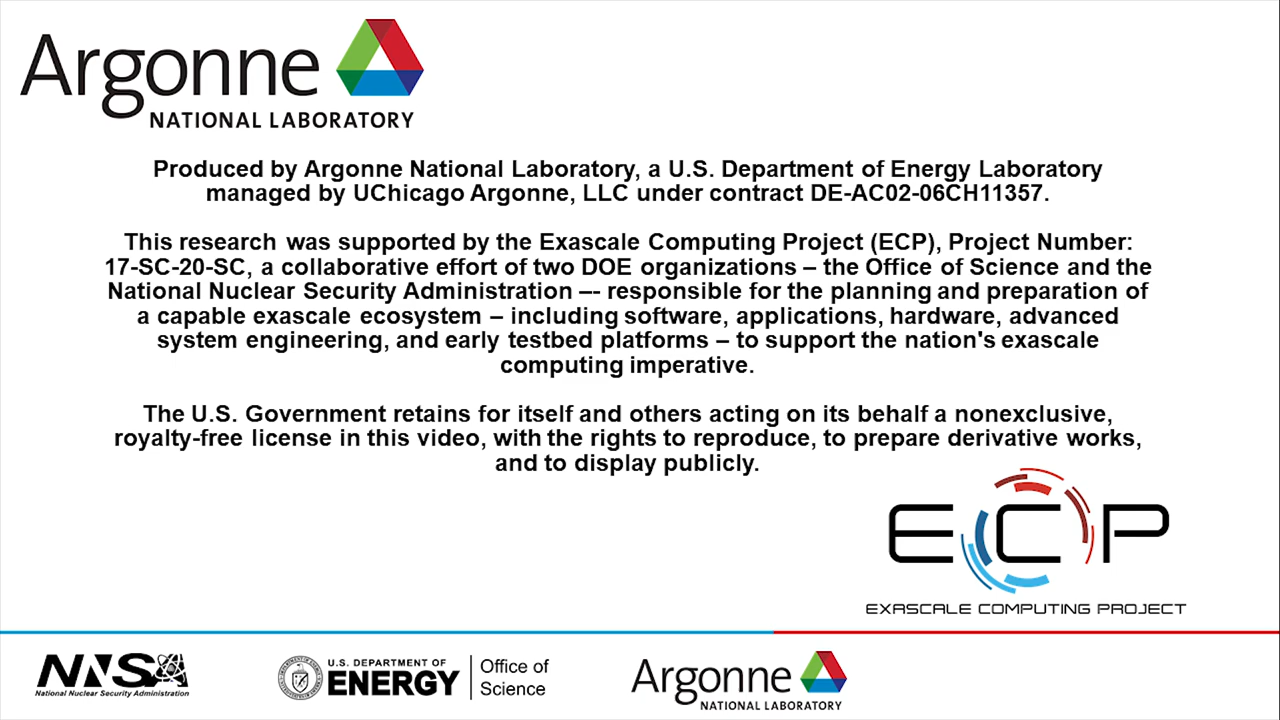 Argonne
NATIONAL LABORATORY
Produced by Argonne National Laboratory, a U.S. Department of Energy Laboratory
managed by UChicago Argonne, LLC under contract DE-AC02-06CH11357.
This research was supported by the Exascale Computing Project (ECP), Project Number:
17-SC-20-SC, a collaborative effort of two DOE organizations – the Office of Science and the
National Nuclear Security Administration –- responsible for the planning and preparation of
a capable exascale ecosystem – including software, applications, hardware, advanced
system engineering, and early testbed platforms – to support the nation's exascale
computing imperative.
The U.S. Government retains for itself and others acting on its behalf a nonexclusive,
royalty-free license in this video, with the rights to reproduce, to prepare derivative works,
and to display publicly.
ECP
EXASCALE COMPUTING PROJECT
NNSA
National Nuclear Security Administration
U.S. DEPARTMENT OF
ENERGY
Office of
Science
Argonne
NATIONAL LABORATORY